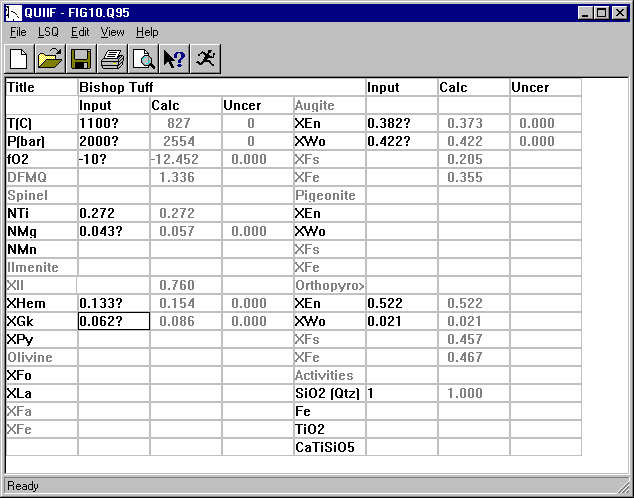 QUIlF - FIG10.Q95
File LSQ Edit View Help
Title Bishop Tuff Input Calc Uncer
Input Calc Uncer Augite
T(C) 1100? 827 0 XEn 0.382? 0.373 0.000
P(bar) 2000? 2554 0 XWo 0.422? 0.422 0.000
fO2 -10? -12.452 0.000 XFs 0.205
DFMQ 1.336 XFe 0.355
Spinel Pigeonite
NTi 0.272 0.272 XEn
NMg 0.043? 0.057 0.000 XWo
NMn XFs
Ilmenite XFe
XIl 0.760 Orthopyrox
XHem 0.133? 0.154 0.000 XEn 0.522 0.522
XGk 0.062? 0.086 0.000 XWo 0.021 0.021
XPy XFs 0.457
Olivine XFe 0.467
XFo Activities
XLa SiO2 (Qtz) 1 1.000
XFa Fe
XFe TiO2
CaTiSiO5
Ready